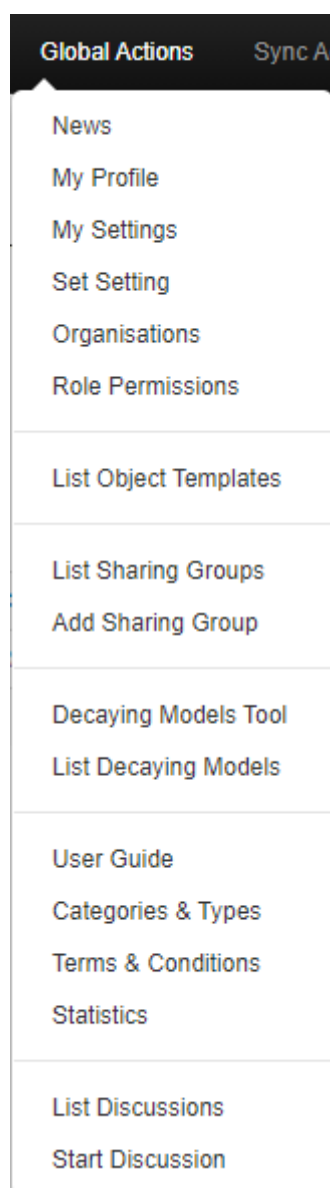 Global Actions Sync A
News
My Profile
My Settings
Set Setting
Organisations
Role Permissions
List Object Templates
List Sharing Groups
Add Sharing Group
Decaying Models Tool
List Decaying Models
User Guide
Categories & Types
Terms & Conditions
Statistics
List Discussions
Start Discussion